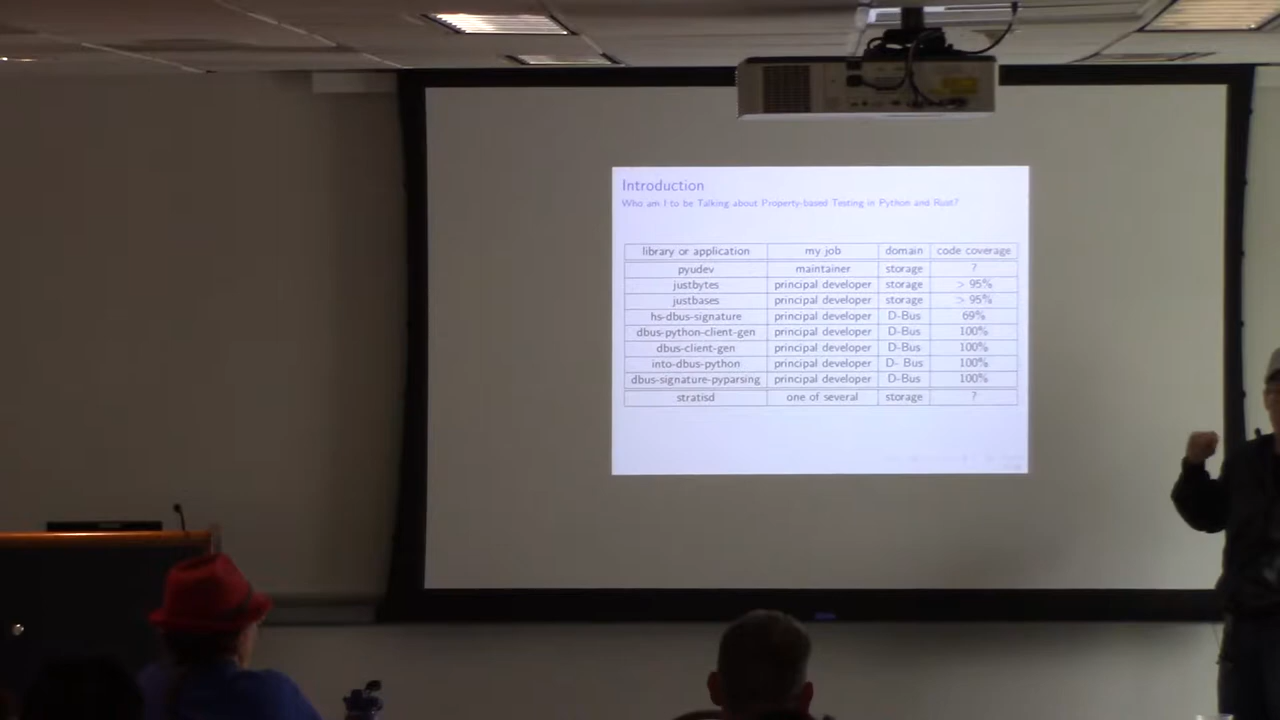 Introduction
Who am I to be Talking about Property-based Testing in Python and Rust?
library or application my job domain code coverage
pyudev maintainer storage ?
justbytes principal developer storage > 95%
justbases principal developer storage > 95%
hs-dbus-signature principal developer D-Bus 69%
dbus-python-client-gen principal developer D-Bus 100%
dbus-client-gen principal developer D-Bus 100%
into-dbus-python principal developer D- Bus 100%
dbus-signature-pyparsing principal developer D-Bus 100%
stratisd one of several storage ?